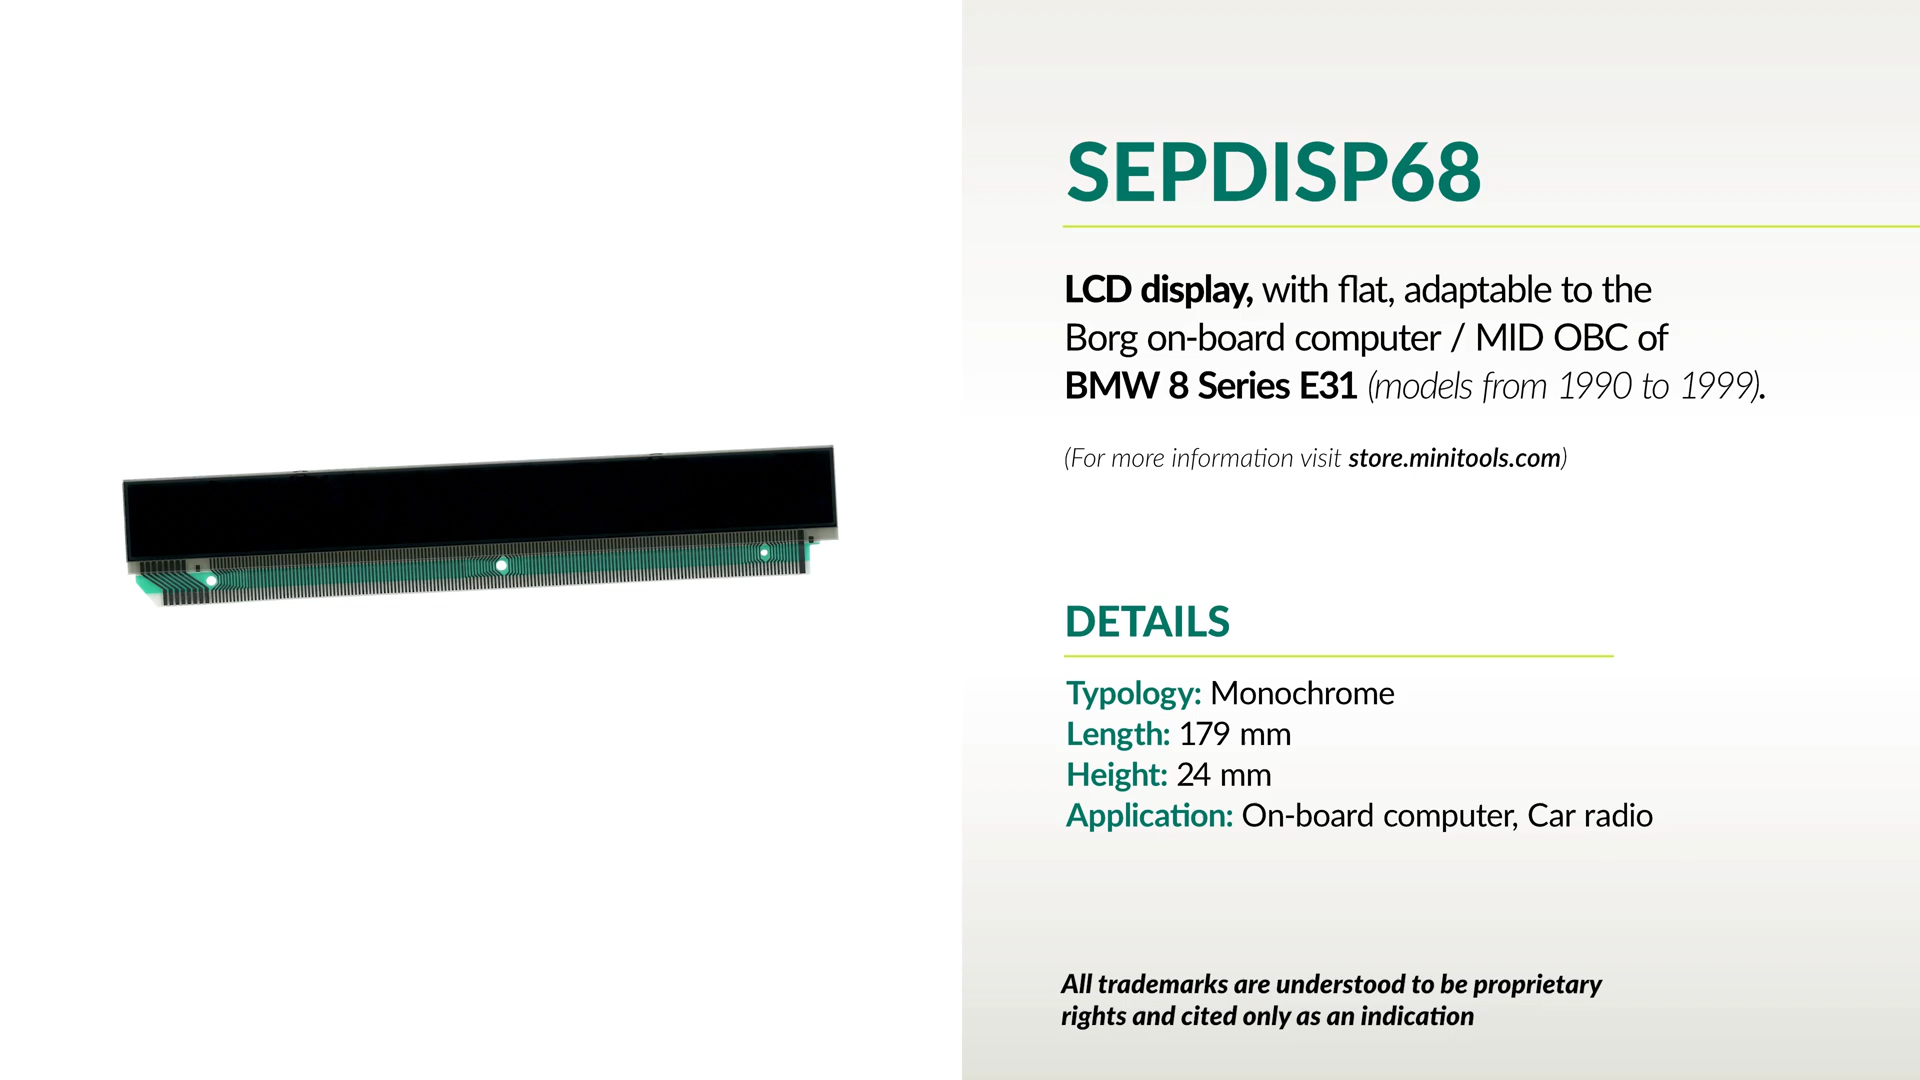 SEPDISP68
LCD display, with flat, adaptable to the
Borg on-board computer / MID OBC of
BMW 8 Series E31 (models from 1990 to 1999).
(For more information visit store.minitools.com)
DETAILS
Typology: Monochrome
Length: 179 mm
Height: 24 mm
Application: On-board computer, Car radio
All trademarks are understood to be proprietary
rights and cited only as an indication